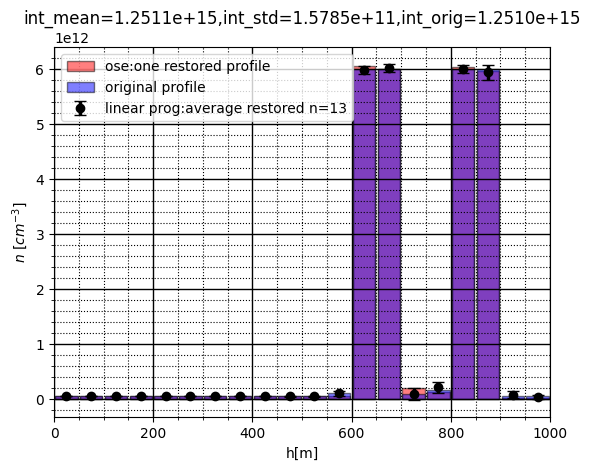 int_mean=1.2511e+15,int_std=1.5785e+11,int_orig=1.2510e+15
1e12
ose:one restored profile
original profile
linear prog:average restored n=13
6
5
4
3
2
1
0
n [cm⁻³]
0 200 400 600 800 1000
h[m]